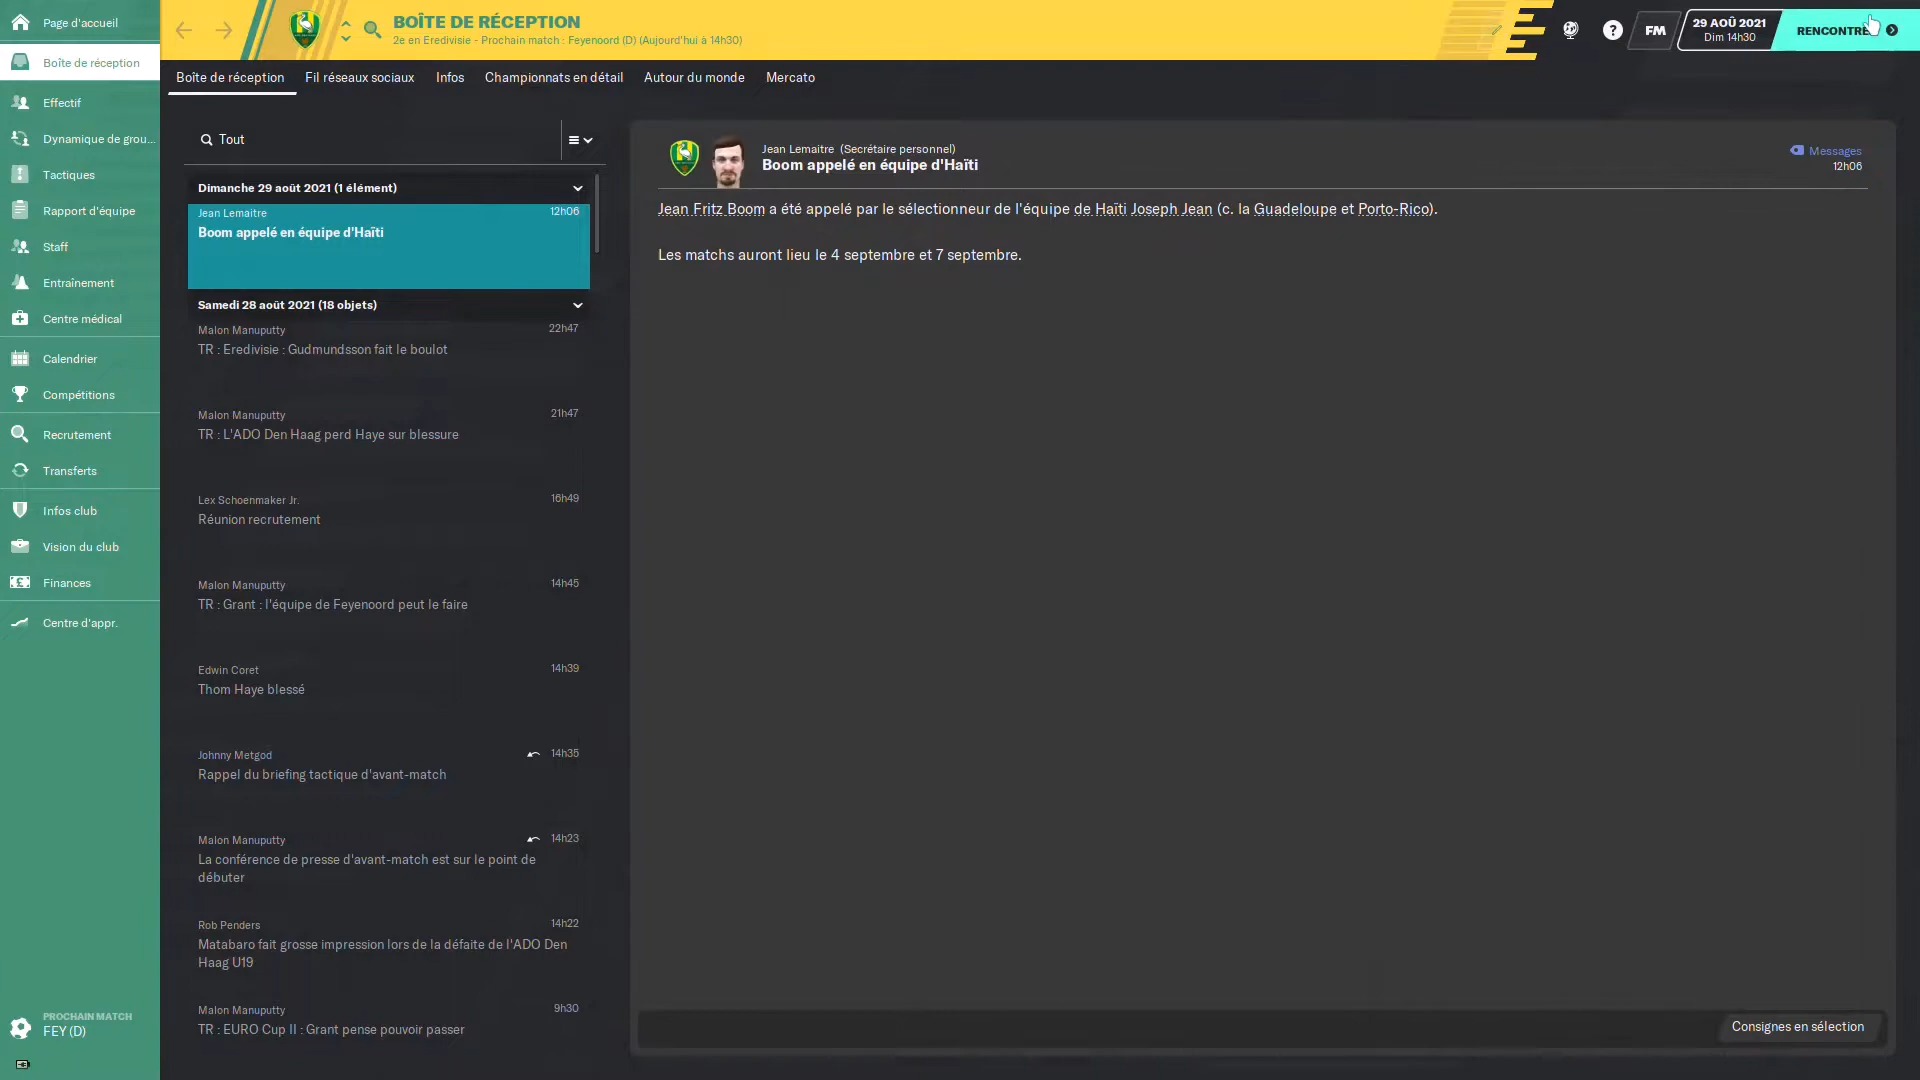 Page d'accueil
Boîte de réception
Effectif
Dynamique de grou...
Tactiques
Rapport d'équipe
Staff
Entraînement
Centre médical
Calendrier
Compétitions
Recrutement
Transferts
Infos club
Vision du club
Finances
Centre d'appr.
PROCHAIN MATCH
FEY (D)
BOÎTE DE RÉCEPTION
2e en Eredivisie - Prochain match : Feyenoord (D) (Aujourd'hui à 14h30)
FM
29 AOÛ 2021
Dim 14h30
RENCONTRE
Boîte de réception Fil réseaux sociaux Infos Championnats en détail Autour du monde Mercato
Tout
Dimanche 29 août 2021 (1 élément)
Jean Lemaitre 12h06
Boom appelé en équipe d'Haïti
Samedi 28 août 2021 (18 objets)
Malon Manuputty 22h47
TR : Eredivisie : Gudmundsson fait le boulot
Malon Manuputty 21h47
TR : L'ADO Den Haag perd Haye sur blessure
Lex Schoenmaker Jr. 16h49
Réunion recrutement
Malon Manuputty 14h45
TR : Grant : l'équipe de Feyenoord peut le faire
Edwin Coret 14h39
Thom Haye blessé
Johnny Metgod 14h35
Rappel du briefing tactique d'avant-match
Malon Manuputty 14h23
La conférence de presse d'avant-match est sur le point de
débuter
Rob Penders 14h22
Matabaro fait grosse impression lors de la défaite de l'ADO Den
Haag U19
Malon Manuputty 9h30
TR : EURO Cup II : Grant pense pouvoir passer
Jean Lemaitre (Secrétaire personnel)
Boom appelé en équipe d'Haïti
Messages
12h06
Jean Fritz Boom a été appelé par le sélectionneur de l'équipe de Haïti Joseph Jean (c. la Guadeloupe et Porto-Rico).
Les matchs auront lieu le 4 septembre et 7 septembre.
Consignes en sélection